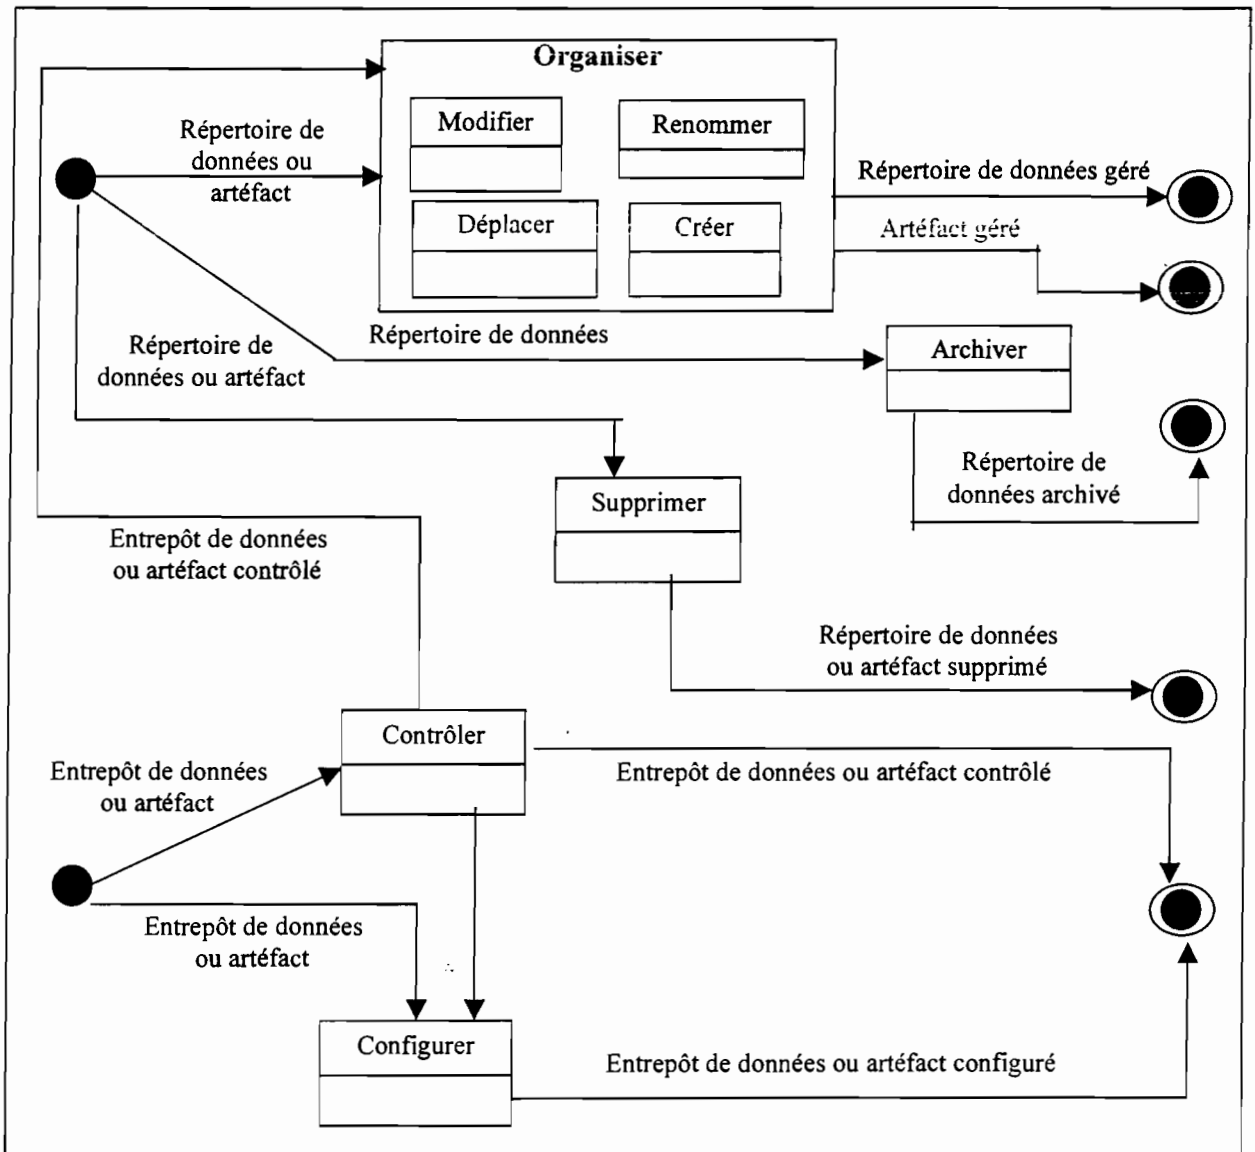 Organiser
Modifier
Renommer
Répertoire de
données ou
artéfact
Répertoire de données géré
Déplacer
Créer
Artéfact géré
Répertoire de données
Répertoire de
données ou artéfact
Archiver
Répertoire de
données archivé
Supprimer
Entrepôt de données
ou artéfact contrôlé
Répertoire de données
ou artéfact supprimé
Contrôler
Entrepôt de données
ou artéfact
Entrepôt de données ou artéfact contrôlé
Entrepôt de données
ou artéfact
Configurer
Entrepôt de données ou artéfact configuré